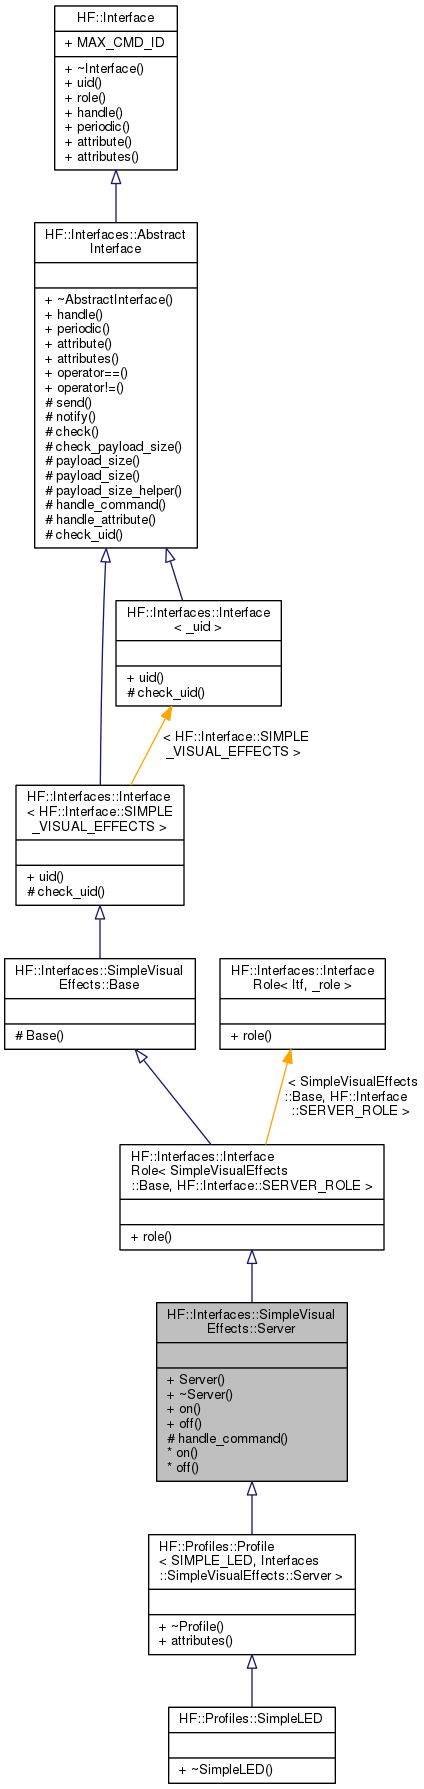 HF::Interface
+ MAX_CMD_ID
+ ~Interface()
+ uid()
+ role()
+ handle()
+ periodic()
+ attribute()
+ attributes()
HF::Interfaces::Abstract
Interface
+ ~AbstractInterface()
+ handle()
+ periodic()
+ attribute()
+ attributes()
+ operator==()
+ operator!=()
# send()
# notify()
# check()
# check_payload_size()
# payload_size()
# payload_size()
# payload_size_helper()
# handle_command()
# handle_attribute()
# check_uid()
HF::Interfaces::Interface
< _uid >
+ uid()
# check_uid()
< HF::Interface::SIMPLE
_VISUAL_EFFECTS >
HF::Interfaces::Interface
< HF::Interface::SIMPLE
_VISUAL_EFFECTS >
+ uid()
# check_uid()
HF::Interfaces::SimpleVisual
Effects::Base
# Base()
HF::Interfaces::Interface
Role< Itf, _role >
+ role()
< SimpleVisualEffects
::Base, HF::Interface
::SERVER_ROLE >
HF::Interfaces::Interface
Role< SimpleVisualEffects
::Base, HF::Interface::SERVER_ROLE >
+ role()
HF::Interfaces::SimpleVisual
Effects::Server
+ Server()
+ ~Server()
+ on()
+ off()
# handle_command()
* on()
* off()
HF::Profiles::Profile
< SIMPLE_LED, Interfaces
::SimpleVisualEffects::Server >
+ ~Profile()
+ attributes()
HF::Profiles::SimpleLED
+ ~SimpleLED()